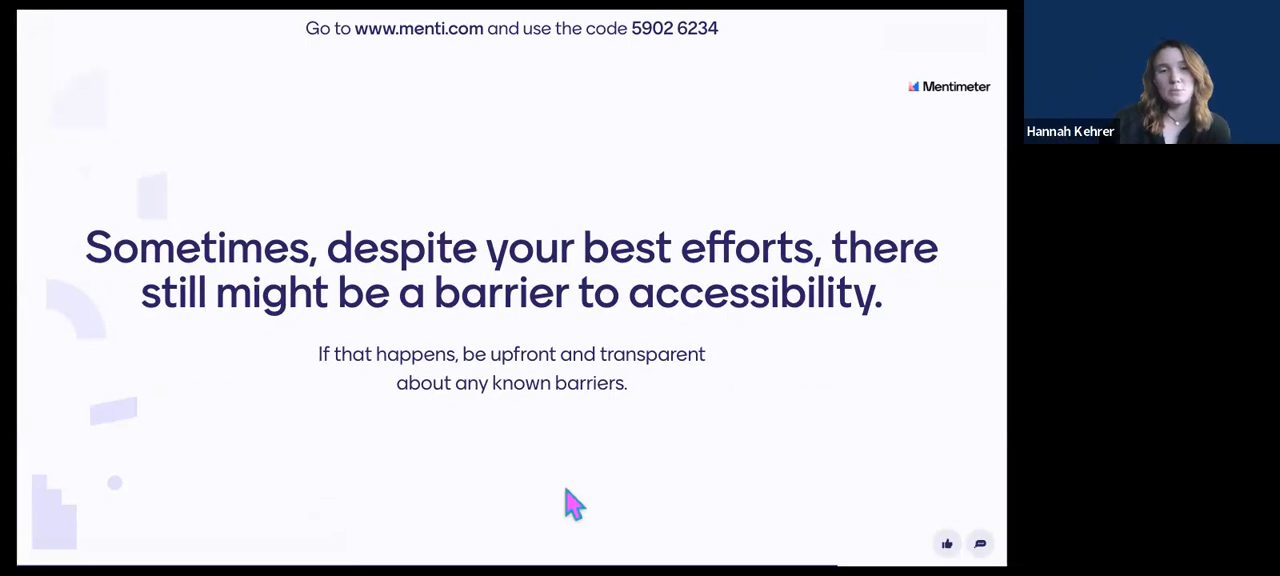 Go to www.menti.com and use the code 5902 6234
Mentimeter
Hannah Kehrer
Sometimes, despite your best efforts, there
still might be a barrier to accessibility.
If that happens, be upfront and transparent
about any known barriers.